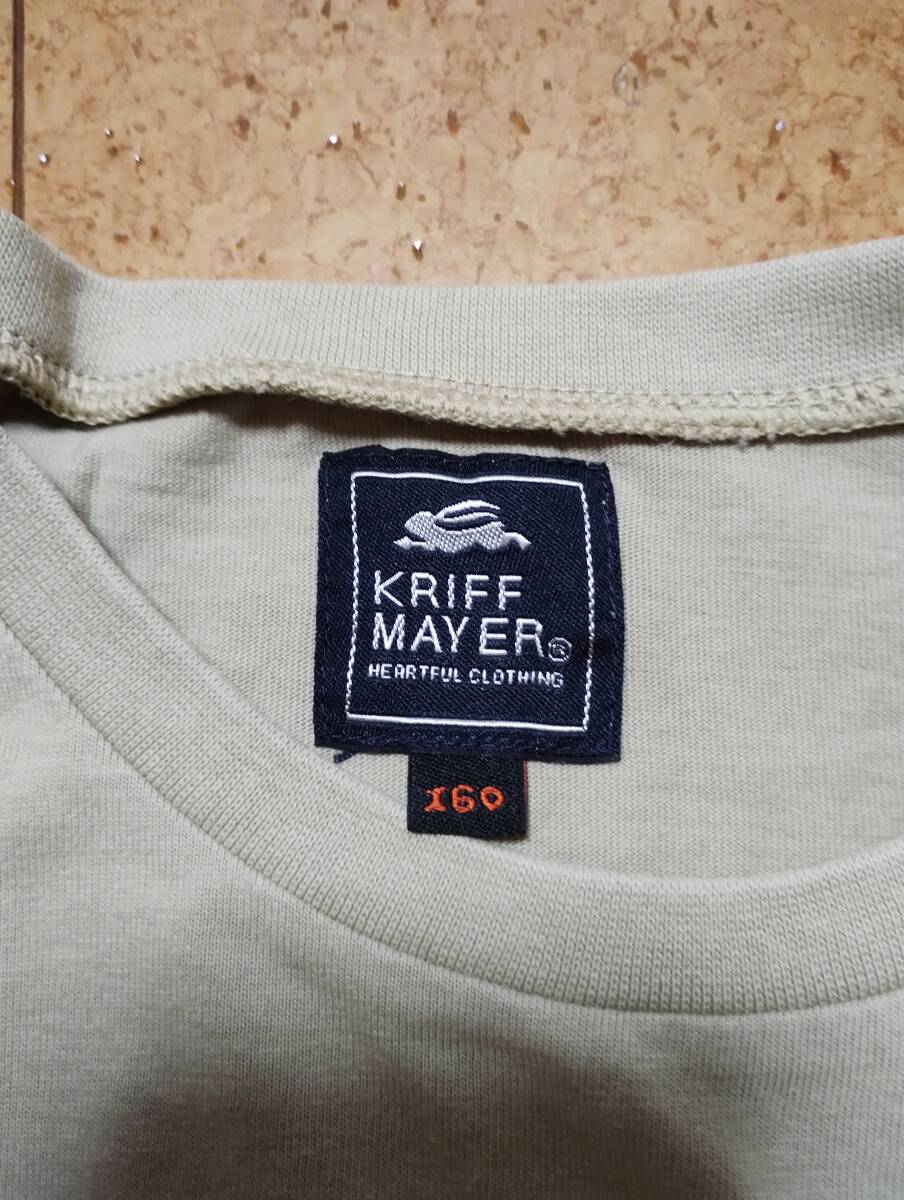 KRIFF
MAYER®
HEARTFUL CLOTHING
160